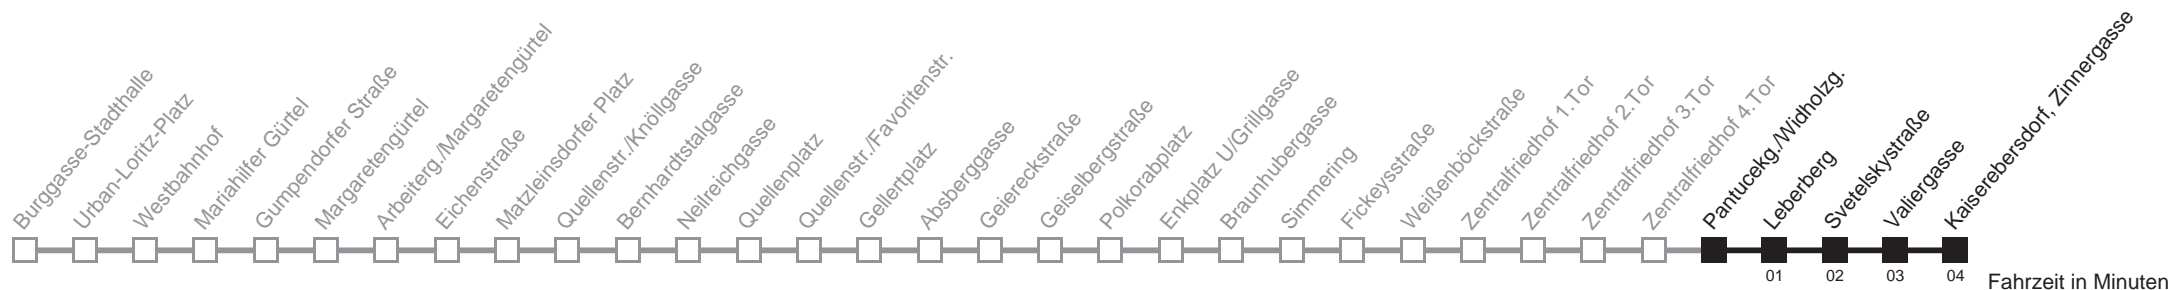 Burggasse-Stadthalle
Urban-Loritz-Platz
Westbahnhof
Mariahilfer Gürtel
Gumpendorfer Straße
Margaretengürtel
Arbeiterg./Margaretengürtel
Eichenstraße
Matzleinsdorfer Platz
Quellenstr./Knöllgasse
Bernhardtstalgasse
Neilreichgasse
Quellenplatz
Quellenstr./Favoritenstr.
Gellertplatz
Absberggasse
Geiereckstraße
Geiselbergstraße
Polkorabplatz
Enkplatz U/Grillgasse
Braunhubergasse
Simmering
Fickeysstraße
Weißenböckstraße
Zentralfriedhof 1.Tor
Zentralfriedhof 2.Tor
Zentralfriedhof 3.Tor
Zentralfriedhof 4.Tor
Pantucekg./Widholzg.
Leberberg
Svetelskystraße
Valiergasse
Kaiserebersdorf, Zinnergasse
01 02 03 04 Fahrzeit in Minuten